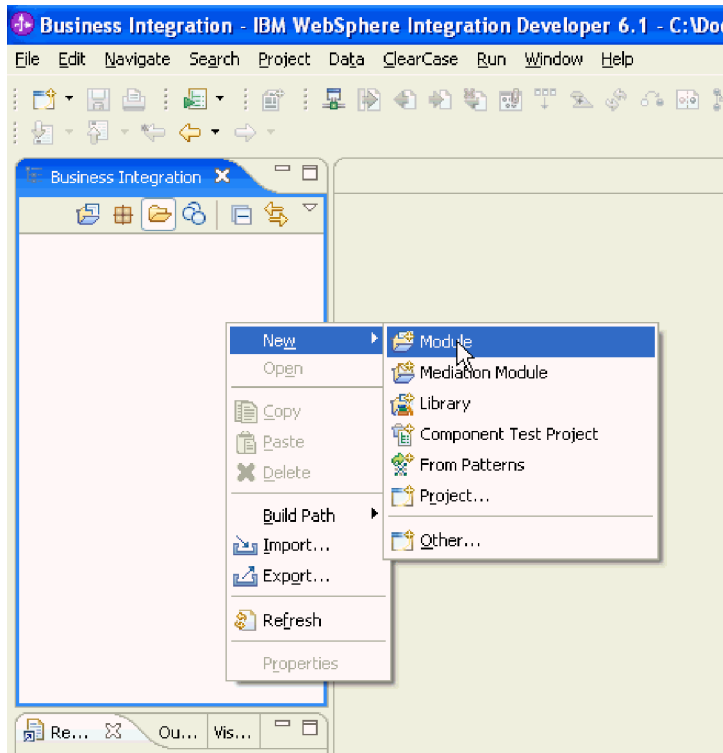 Business Integration - IBM WebSphere Integration Developer 6.1 - C:\Do
File Edit Navigate Search Project Data ClearCase Run Window Help
Business Integration
New
Open
Copy
Paste
Delete
Build Path
Import...
Export...
Refresh
Properties
Module
Mediation Module
Library
Component Test Project
From Patterns
Project...
Other...
Re... Ou... Vis...